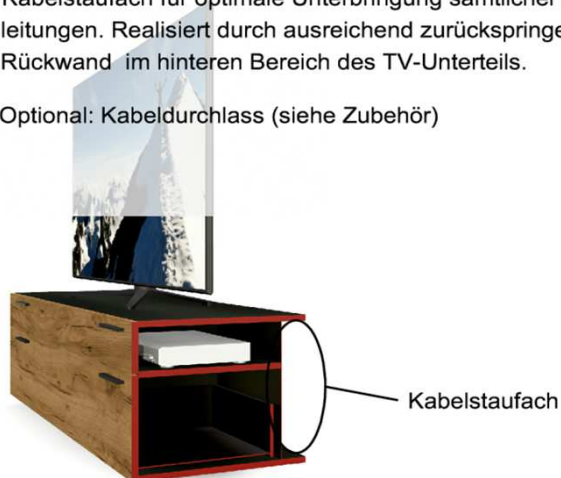 Kabelstaufach für optimale Unterbringung sämtlicher
leitungen. Realisiert durch ausreichend zurückspringe
Rückwand im hinteren Bereich des TV-Unterteils.
Optional: Kabeldurchlass (siehe Zubehör)
Kabelstaufach